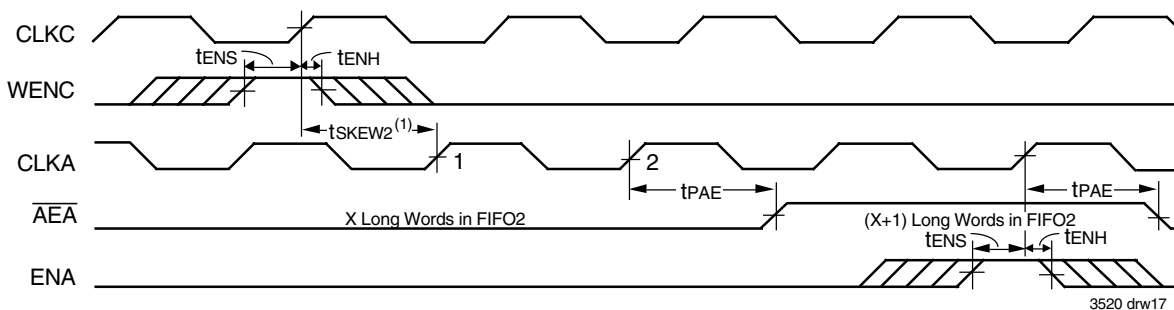 CLKC
tENS
tENH
WENC
tSKEW2(1)
CLKA
1
2
tPAE
tPAE
AEA
X Long Words in FIFO2
(X+1) Long Words in FIFO2
tENS
tENH
ENA
3520 drw17